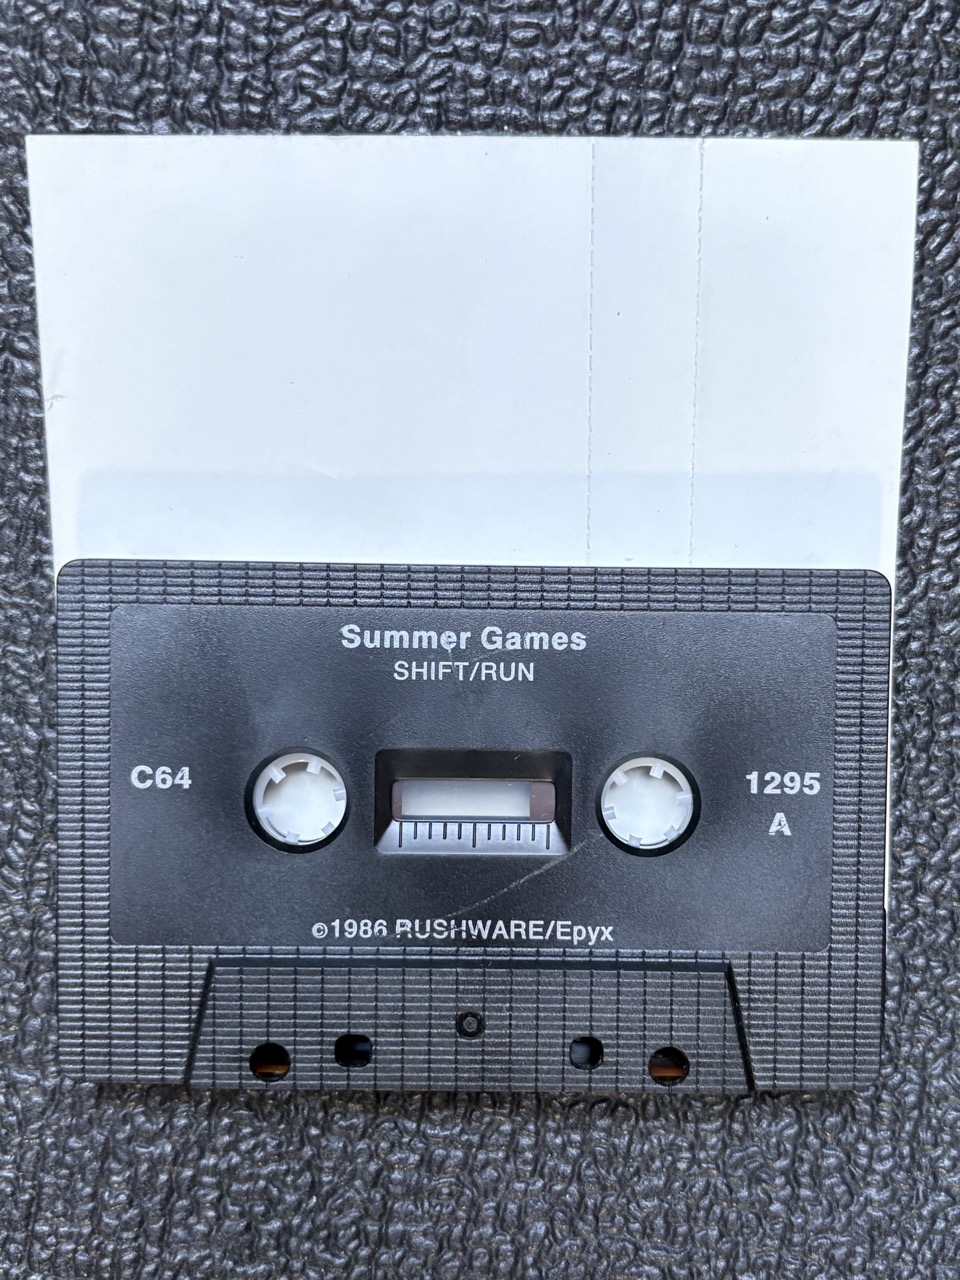 Summer Games
SHIFT/RUN
C64
1295
A
©1986 RUSHWARE/Epyx